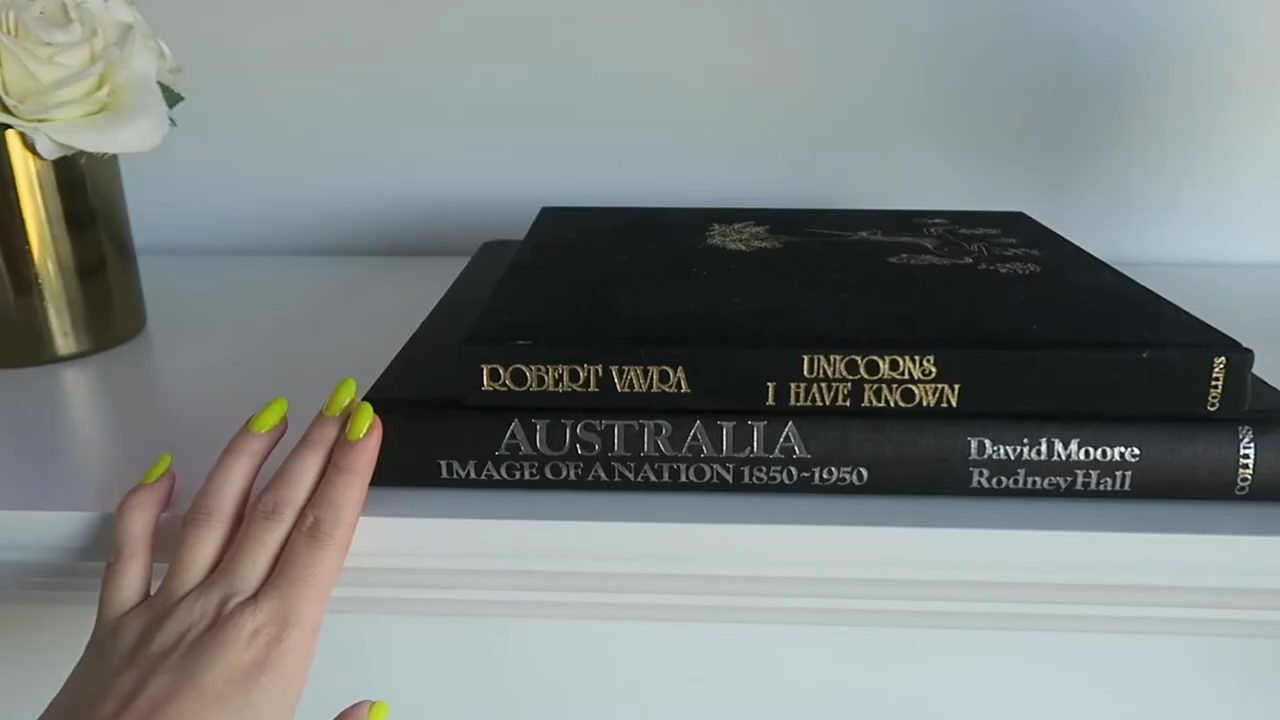 ROBERT VAVRA
UNICORNS
I HAVE KNOWN
COLLINS
AUSTRALIA
IMAGE OF A NATION 1850-1950
David Moore
Rodney Hall
COLLINS